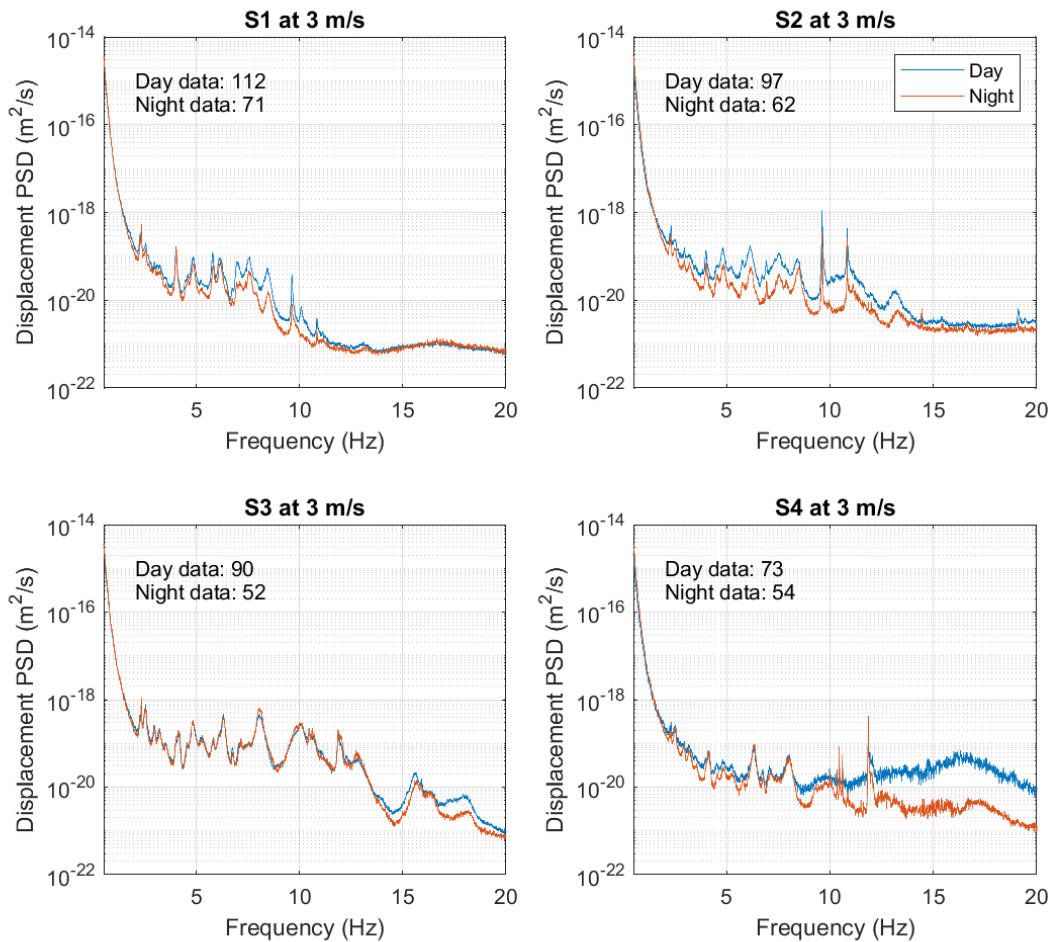 S1 at 3 m/s
10⁻¹⁴
10⁻¹⁶
10⁻¹⁸
10⁻²⁰
10⁻²²
Displacement PSD (m²/s)
Day data: 112
Night data: 71
5 10 15 20
Frequency (Hz)
S2 at 3 m/s
10⁻¹⁴
10⁻¹⁶
10⁻¹⁸
10⁻²⁰
10⁻²²
Displacement PSD (m²/s)
Day data: 97
Night data: 62
Day
Night
5 10 15 20
Frequency (Hz)
S3 at 3 m/s
10⁻¹⁴
10⁻¹⁶
10⁻¹⁸
10⁻²⁰
10⁻²²
Displacement PSD (m²/s)
Day data: 90
Night data: 52
5 10 15 20
Frequency (Hz)
S4 at 3 m/s
10⁻¹⁴
10⁻¹⁶
10⁻¹⁸
10⁻²⁰
10⁻²²
Displacement PSD (m²/s)
Day data: 73
Night data: 54
5 10 15 20
Frequency (Hz)